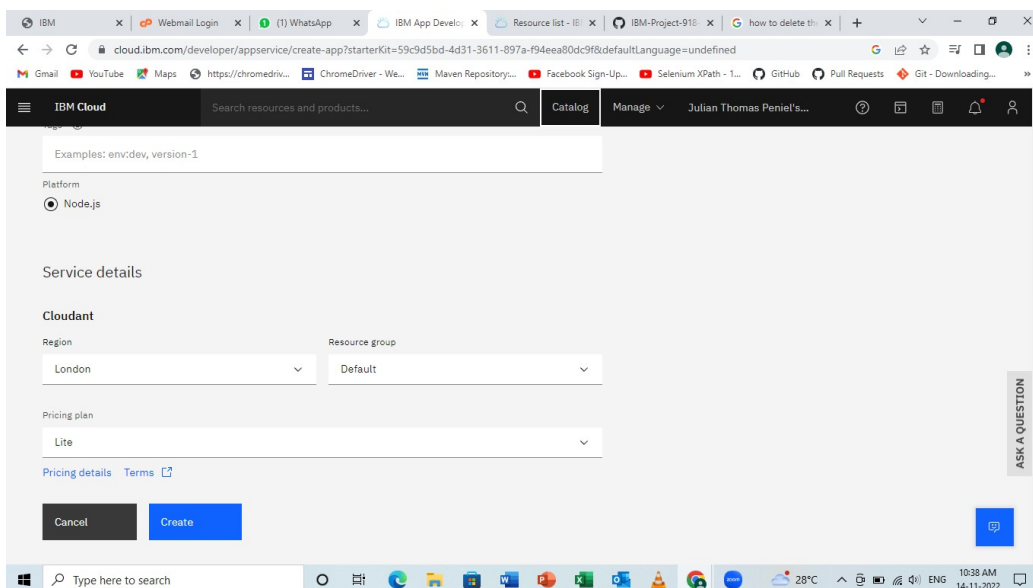 IBM
Webmail Login
(1) WhatsApp
IBM App Develop
Resource list - IB
IBM-Project-918
how to delete the
cloud.ibm.com/developer/appservice/create-app?starterKit=59c9d5bd-4d31-3611-897a-f94eea80dc9f&defaultLanguage=undefined
Gmail YouTube Maps https://chromedriv... ChromeDriver - We... Maven Repository:... Facebook Sign-Up... Selenium XPath - 1... GitHub Pull Requests Git - Downloading... »
IBM Cloud Search resources and products... Catalog Manage Julian Thomas Peniel's...
Examples: env:dev, version-1
Platform
Node.js
Service details
Cloudant
Region Resource group
London Default
Pricing plan
Lite
Pricing details Terms
Cancel Create
ASK A QUESTION
Type here to search 28°C ENG 10:38 AM
14-11-2022